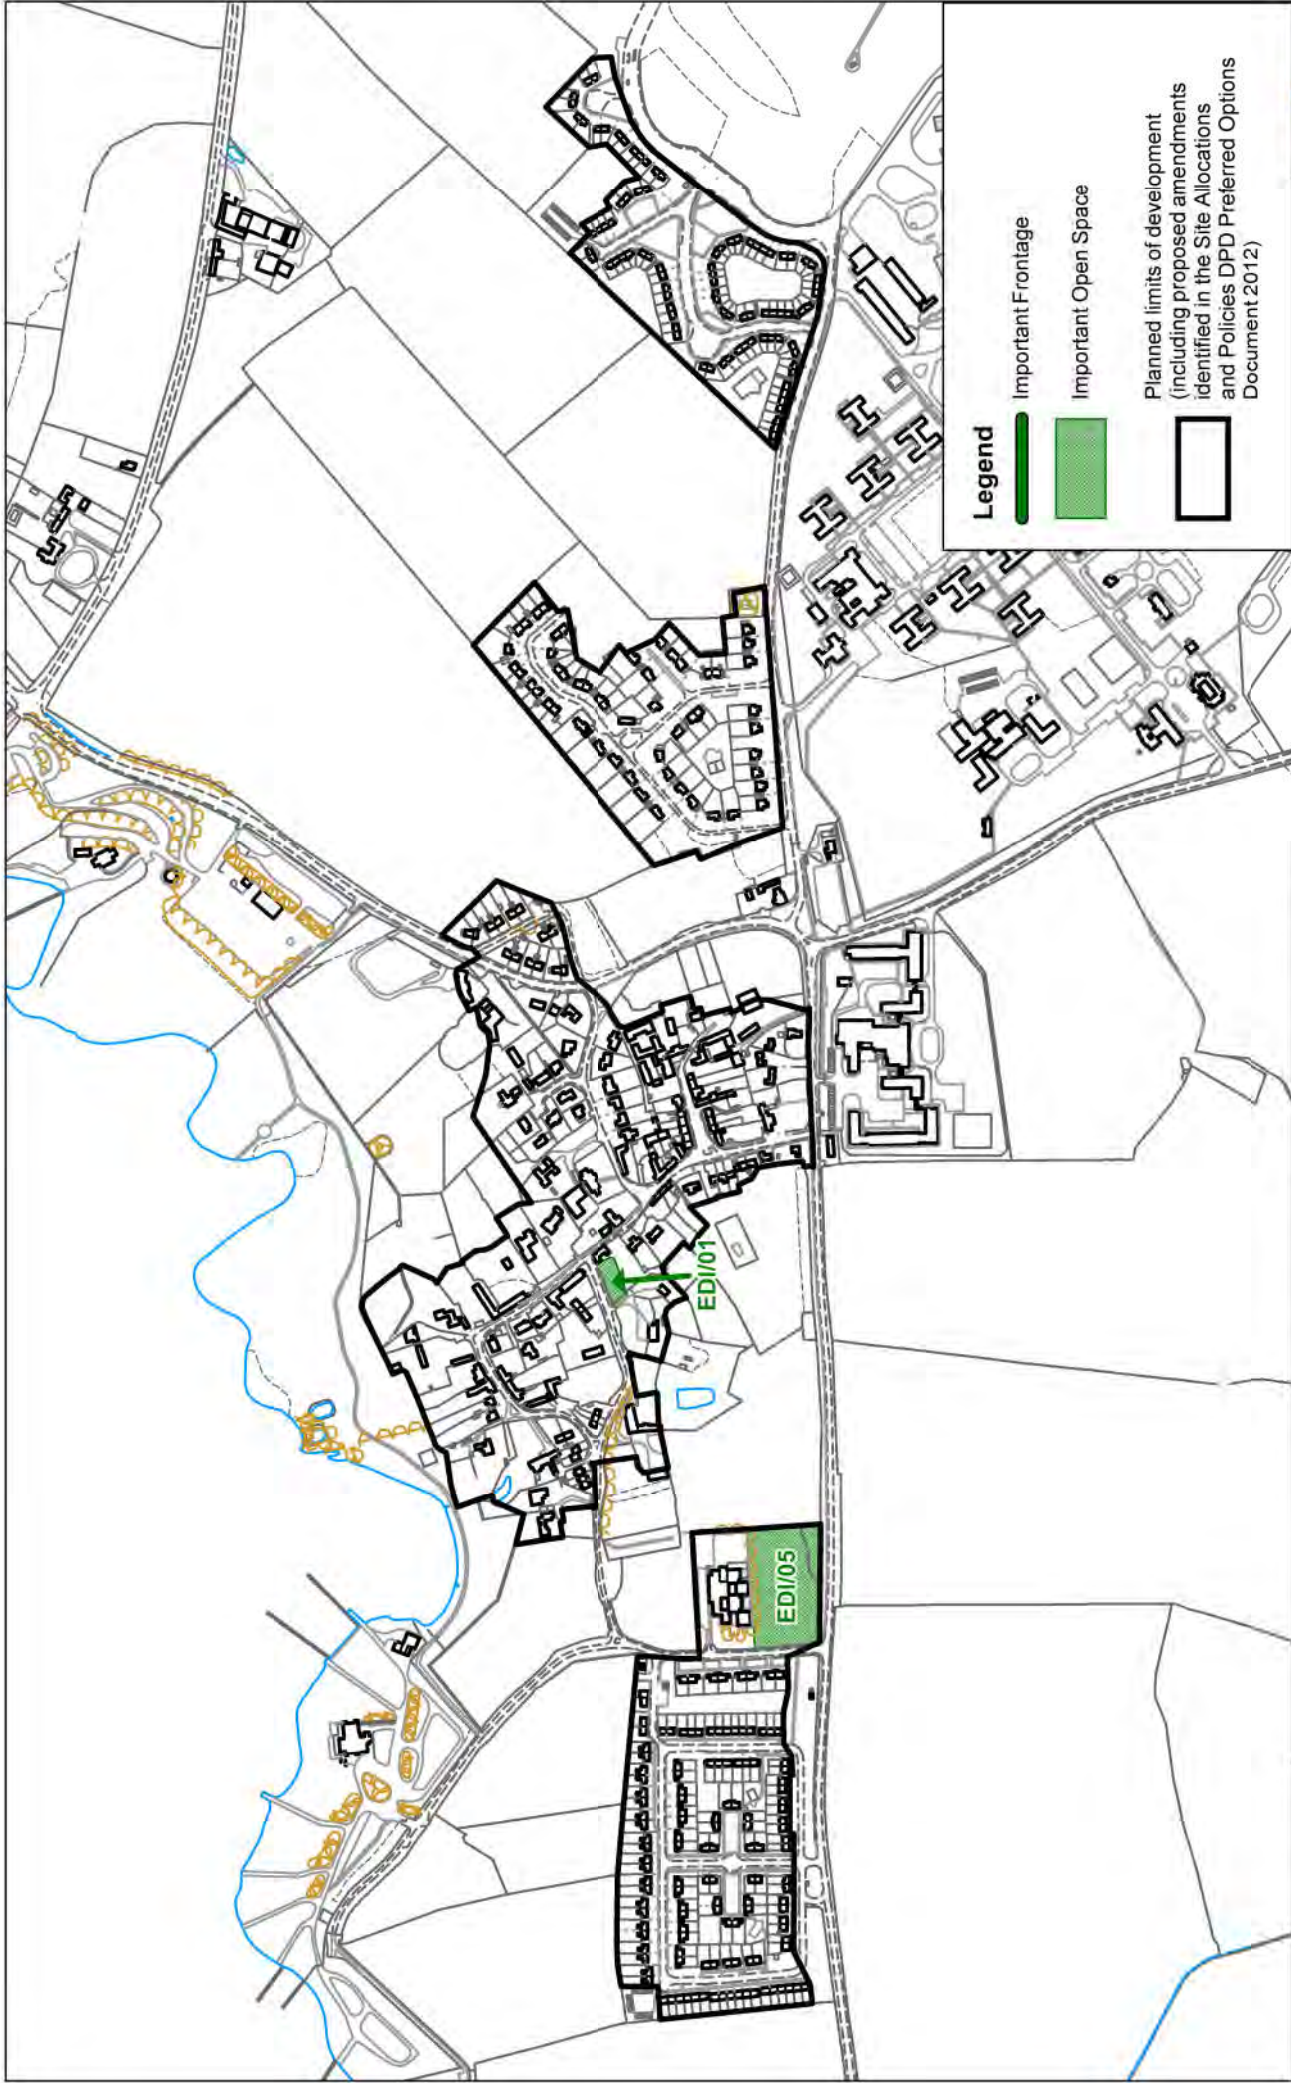 EDI/01
EDI/05
Legend
Important Frontage
Important Open Space
Planned limits of development
(including proposed amendments
identified in the Site Allocations
and Policies DPD Preferred Options
Document 2012)